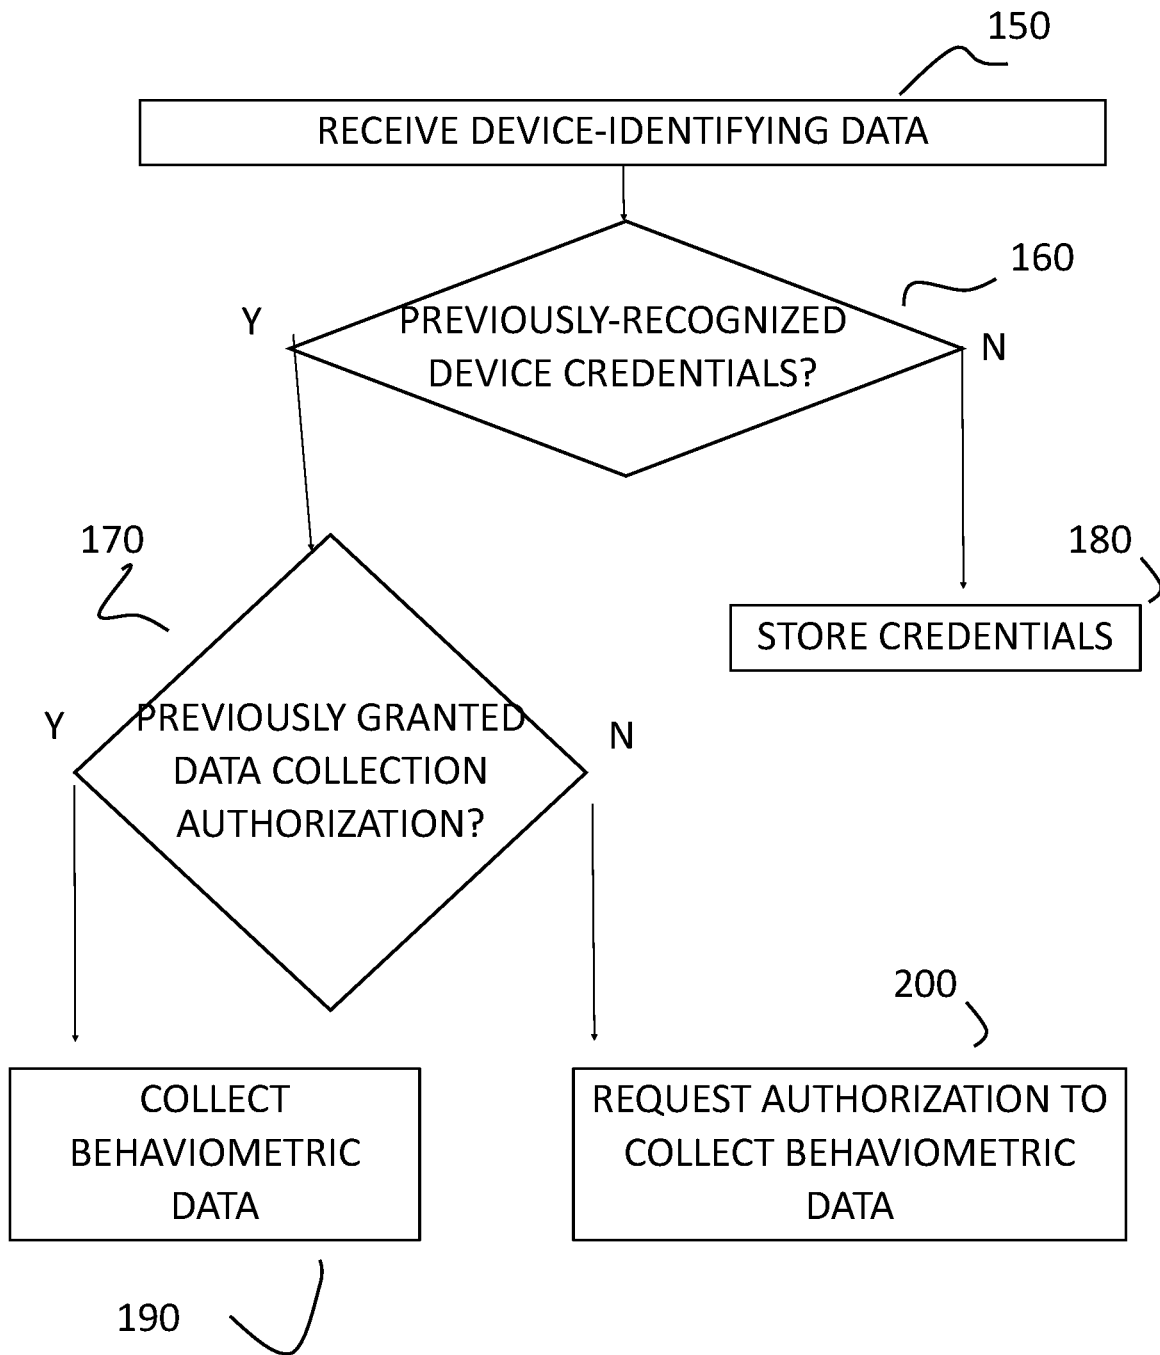 150
RECEIVE DEVICE-IDENTIFYING DATA
160
Y
PREVIOUSLY-RECOGNIZED
DEVICE CREDENTIALS?
N
170
180
STORE CREDENTIALS
Y
PREVIOUSLY GRANTED
DATA COLLECTION
AUTHORIZATION?
N
200
COLLECT
BEHAVIOMETRIC
DATA
REQUEST AUTHORIZATION TO
COLLECT BEHAVIOMETRIC
DATA
190